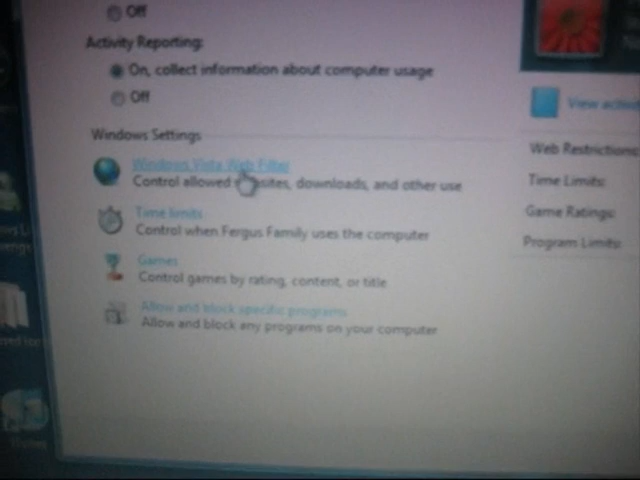 Off
Activity Reporting:
On, collect information about computer usage
Off
Windows Settings
Windows Vista Web Filter
Control allowed sites, downloads, and other use
Time limits
Control when Fergus Family uses the computer
Games
Control games by rating, content, or title
Allow and block specific programs
Allow and block any programs on your computer
View
Web Restrictions:
Time Limits:
Game Ratings:
Program Limits: